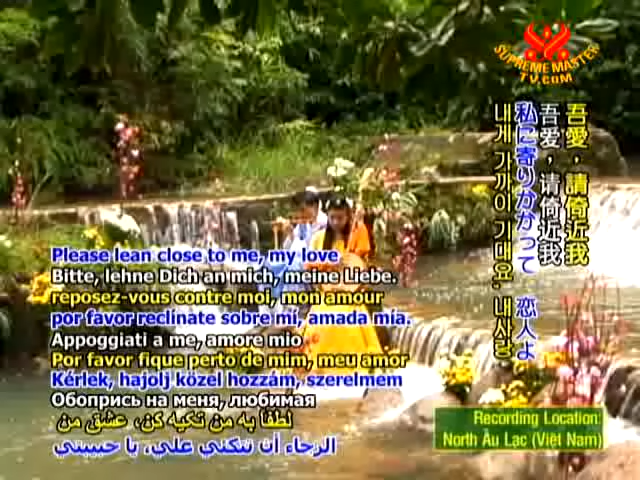 SUPREME MASTER
TV.COM
吾愛，請倚近我
吾爱，请倚近我
私に寄りかかって 恋人よ
내게 가까이 기대요. 내사랑
Please lean close to me, my love
Bitte, lehne Dich an mich, meine Liebe.
reposez-vous contre moi, mon amour
por favor reclínate sobre mí, amada mía.
Appoggiati a me, amore mio
Por favor fique perto de mim, meu amor
Kérlek, hajolj közel hozzám, szerelmem
Обопрись на меня, любимая
لطفا به من تکیه کن، عشق من
الرجاء أن تتكئي علي، يا حبيبتي
Recording Location:
North Âu Lạc (Việt Nam)